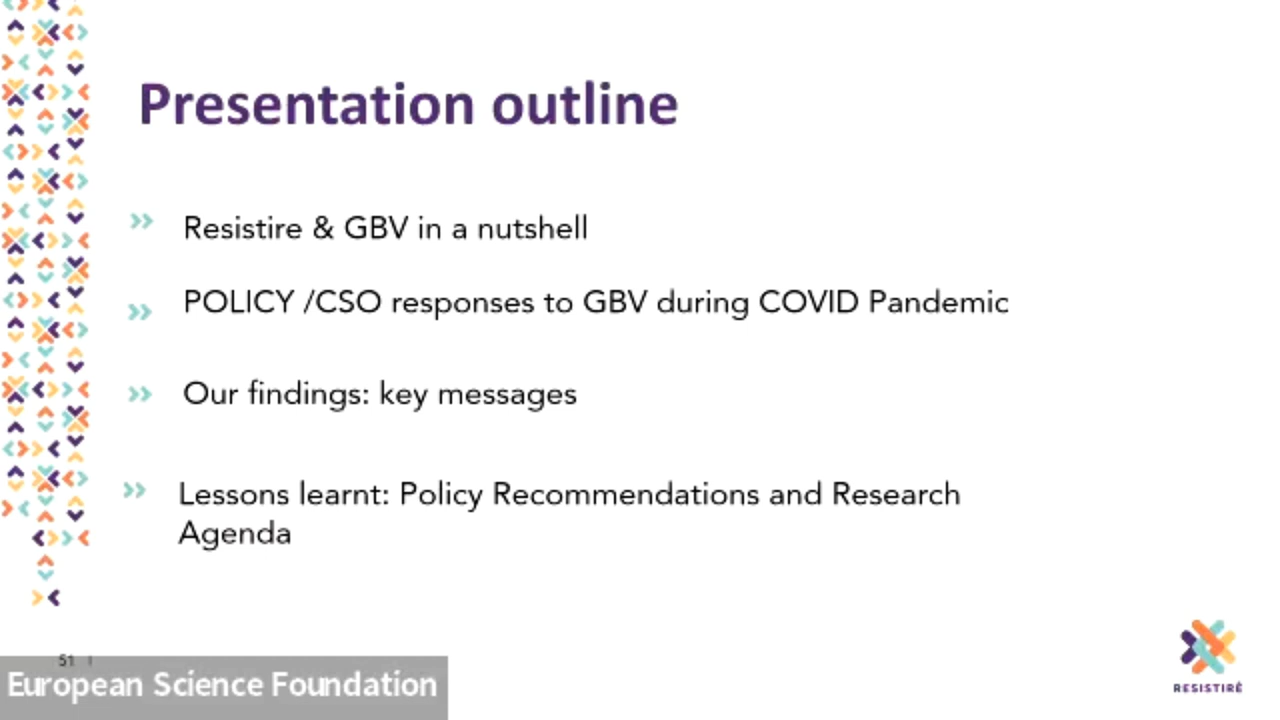 Presentation outline
Resistire & GBV in a nutshell
POLICY /CSO responses to GBV during COVID Pandemic
Our findings: key messages
Lessons learnt: Policy Recommendations and Research
Agenda
51 |
European Science Foundation
RESISTIRÉ